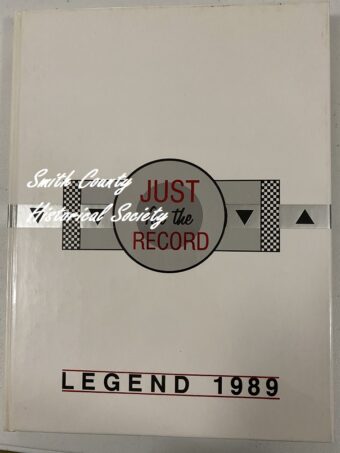 Smith County
Historical Society
JUST
the
RECORD
LEGEND 1989